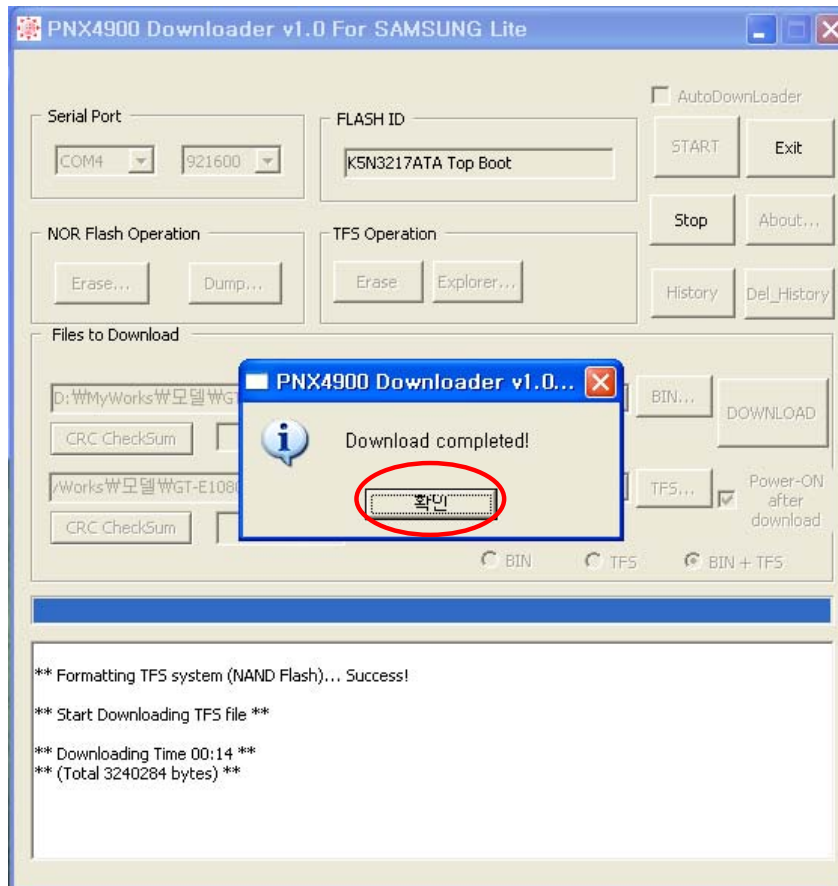 PNX4900 Downloader v1.0 For SAMSUNG Lite
AutoDownLoader
Serial Port
COM4
921600
FLASH ID
K5N3217ATA Top Boot
START
Exit
NOR Flash Operation
Erase...
Dump...
TFS Operation
Erase
Explorer...
Stop
About...
History
Del_History
Files to Download
D:￦MyWorks￦모델￦GT
BIN...
DOWNLOAD
CRC CheckSum
/Works￦모델￦GT-E1080
TFS...
Power-ON
after
download
CRC CheckSum
PNX4900 Downloader v1.0...
Download completed!
확인
BIN
TFS
BIN + TFS
** Formatting TFS system (NAND Flash)... Success!
** Start Downloading TFS file **
** Downloading Time 00:14 **
** (Total 3240284 bytes) **